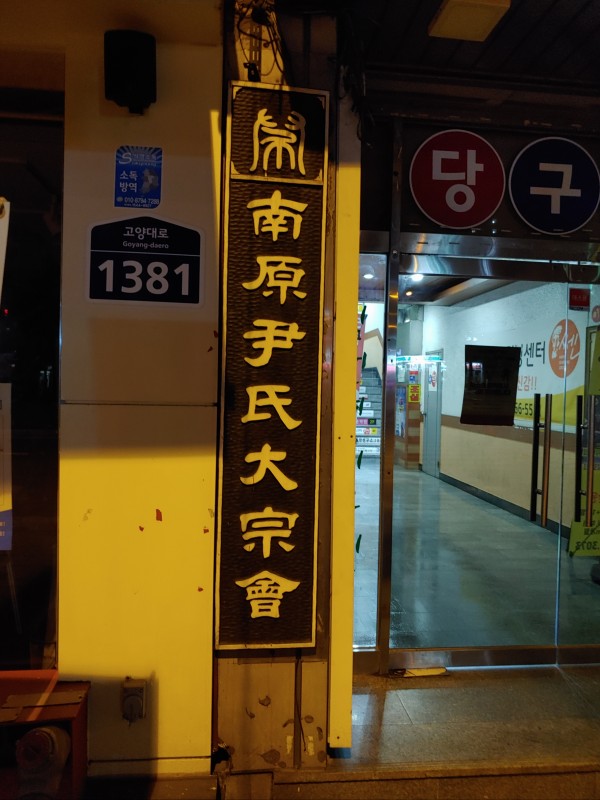 소독
방역
고양대로
Goyang-daero
1381
南原尹氏大宗會
당구
센터